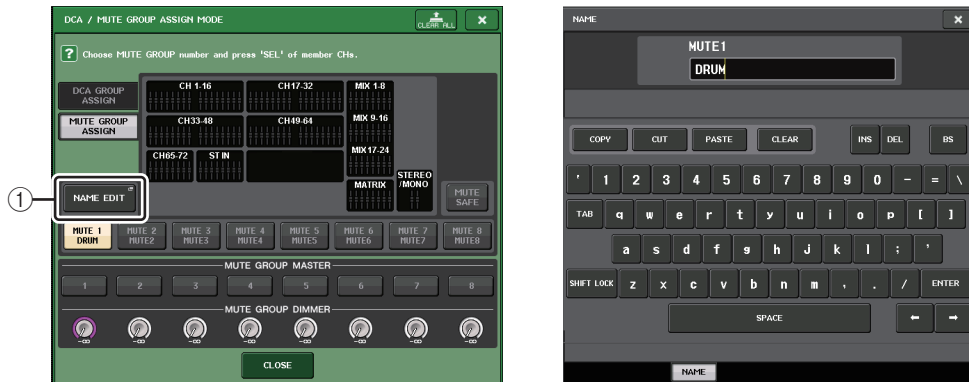 DCA / MUTE GROUP ASSIGN MODE
CLEAR ALL
×
? Choose MUTE GROUP number and press 'SEL' of member CHs.
DCA GROUP
ASSIGN
MUTE GROUP
ASSIGN
CH 1-16
CH17-32
MIX 1-8
CH33-48
CH49-64
MIX 9-16
CH65-72
ST IN
MIX17-24
MATRIX
STEREO
/MONO
① NAME EDIT
MUTE
SAFE
MUTE 1
DRUM
MUTE 2
MUTE2
MUTE 3
MUTE3
MUTE 4
MUTE4
MUTE 5
MUTE5
MUTE 6
MUTE6
MUTE 7
MUTE7
MUTE 8
MUTE8
MUTE GROUP MASTER
1 2 3 4 5 6 7 8
MUTE GROUP DIMMER
-∞ -∞ -∞ -∞ -∞ -∞ -∞ -∞
CLOSE
NAME
×
MUTE1
DRUM
COPY CUT PASTE CLEAR INS DEL BS
' 1 2 3 4 5 6 7 8 9 0 - = \
TAB q w e r t y u i o p [ ]
a s d f g h j k l ; '
SHIFT LOCK z x c v b n m , . / ENTER
SPACE ← →
NAME